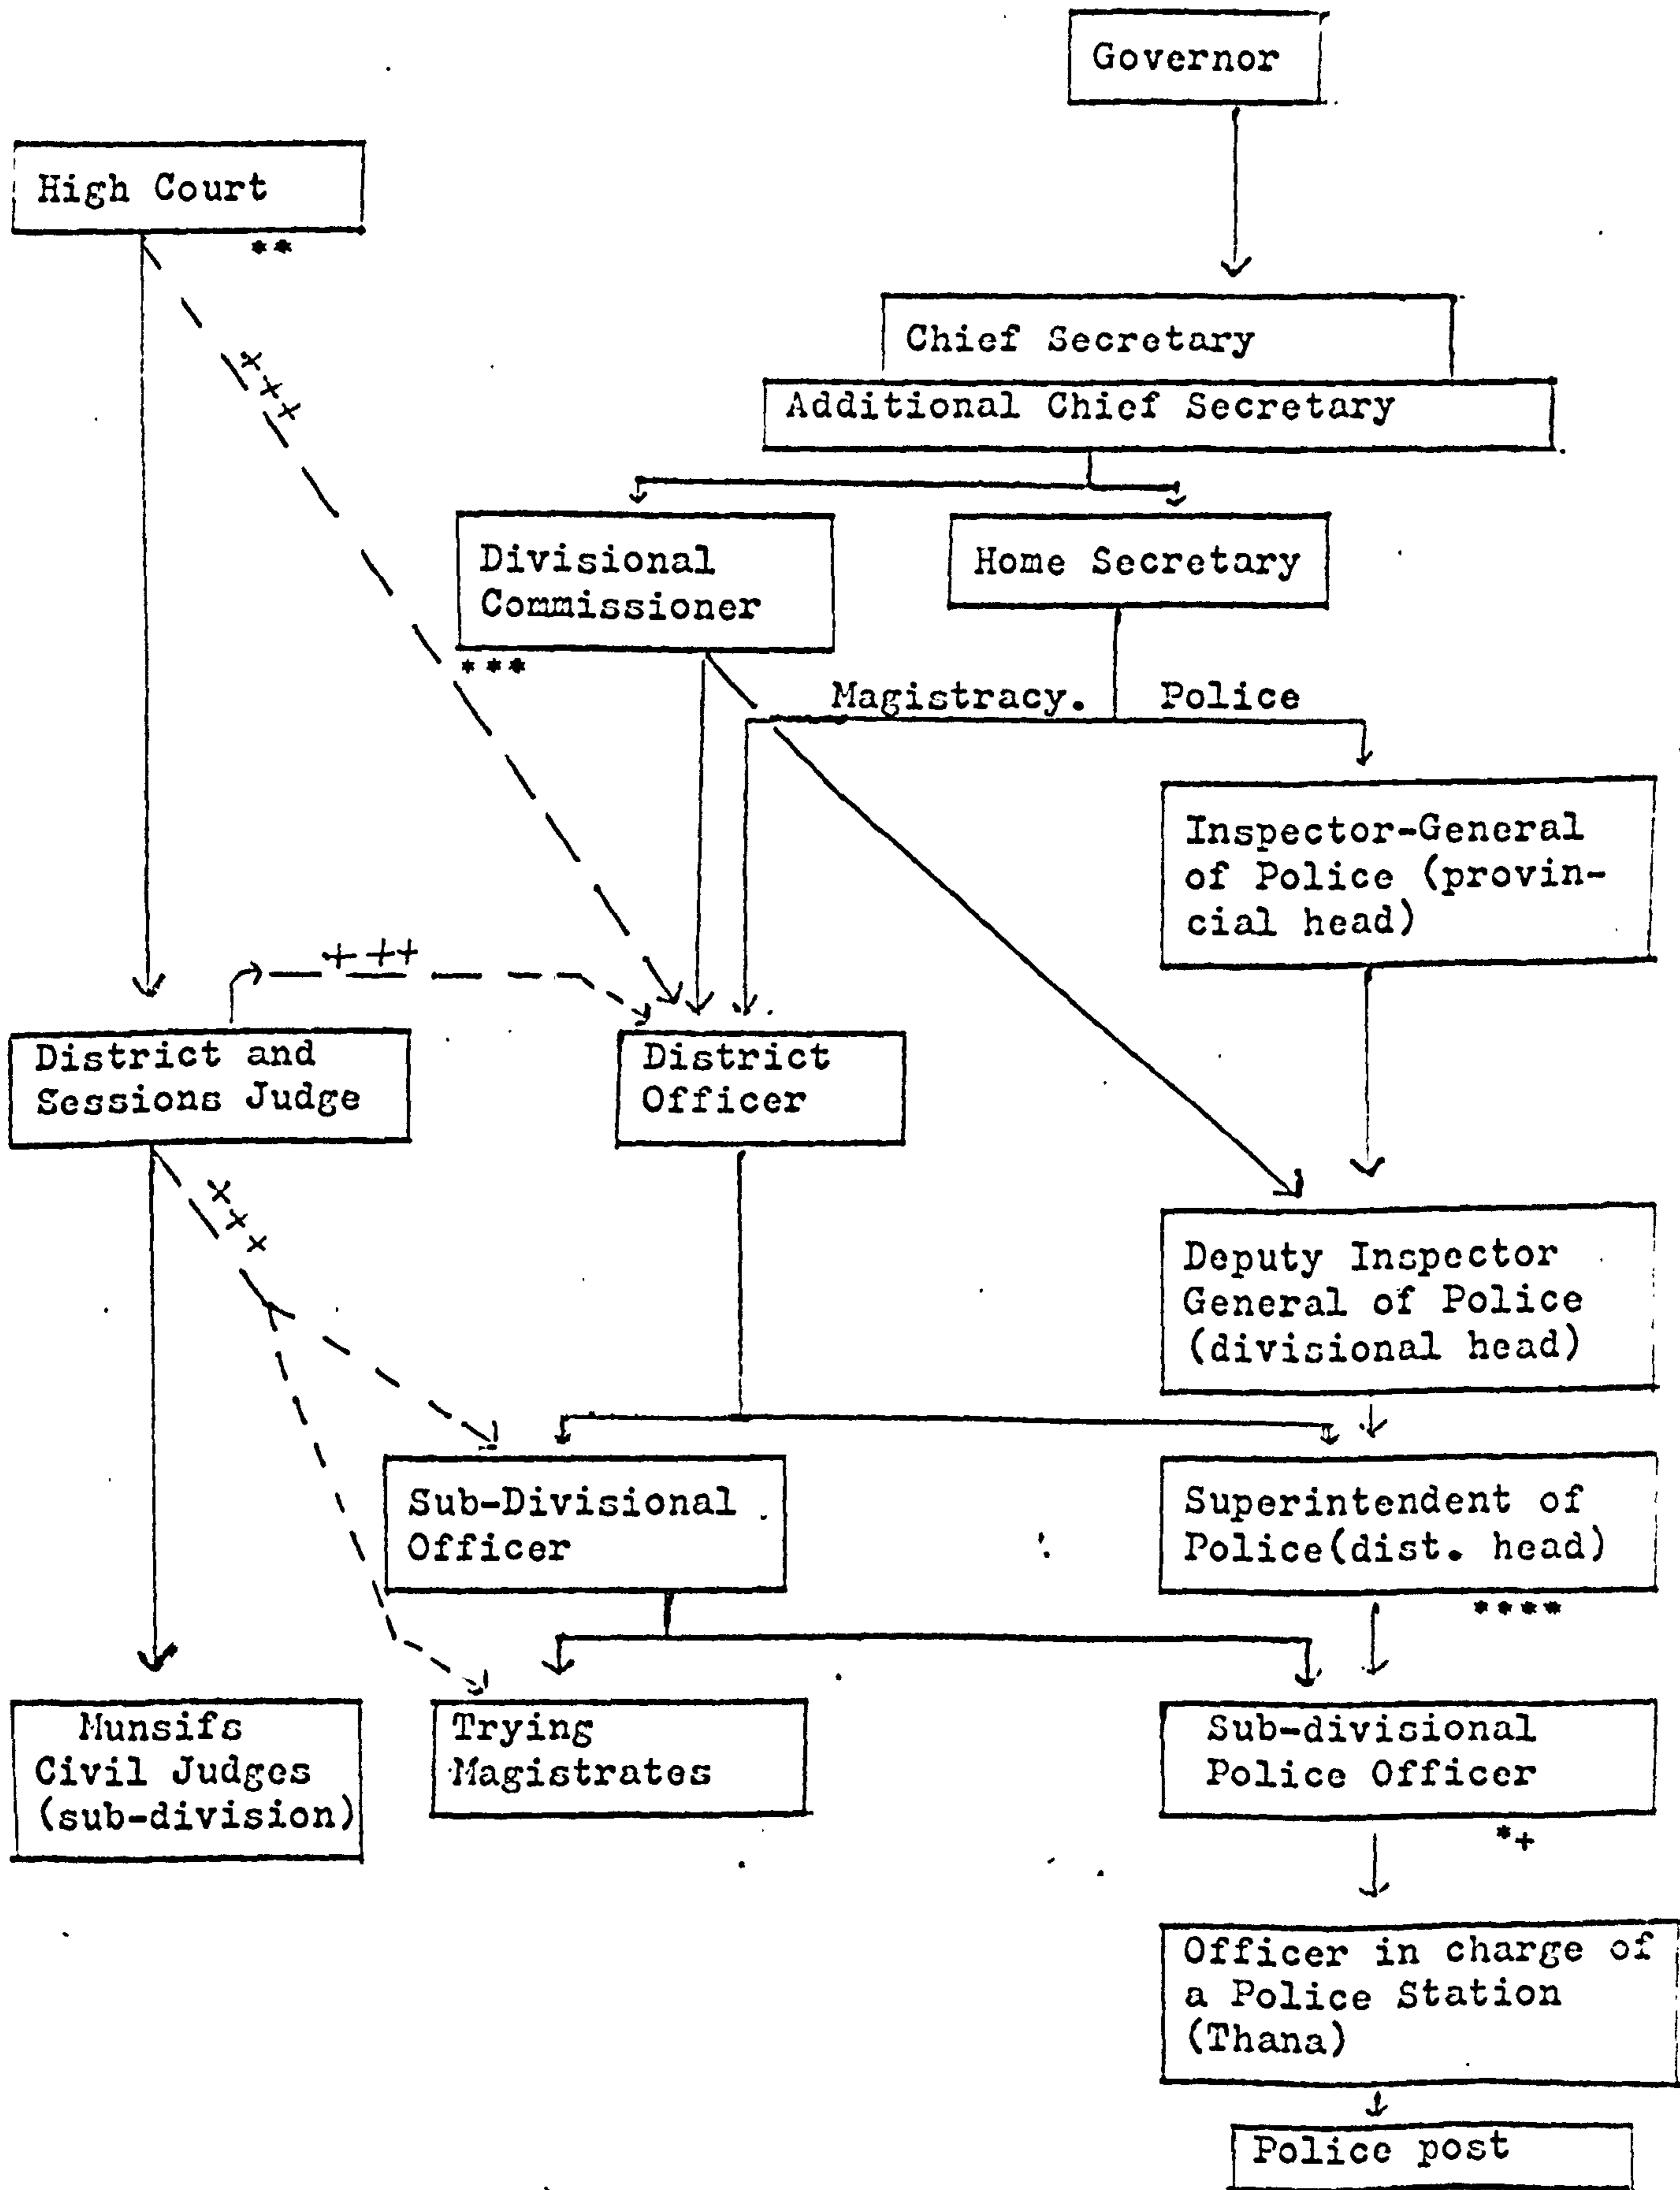 Governor
High Court
**
Chief Secretary
Additional Chief Secretary
+++
Divisional
Commissioner
***
Home Secretary
Magistracy. Police
Inspector-General
of Police (provin-
cial head)
+++
District and
Sessions Judge
District
Officer
+++
Deputy Inspector
General of Police
(divisional head)
Sub-Divisional
Officer
Superintendent of
Police(dist. head)
****
Munsifs
Civil Judges
(sub-division)
Trying
Magistrates
Sub-divisional
Police Officer
*+
Officer in charge of
a Police Station
(Thana)
Police post